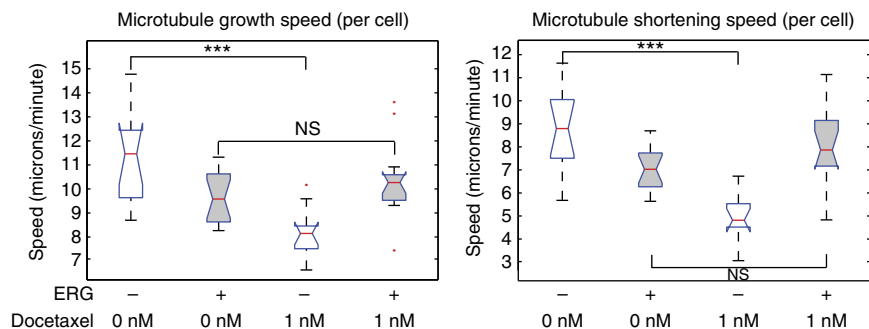 Microtubule growth speed (per cell)
Speed (microns/minute)
15
14
13
12
11
10
9
8
7
***
NS
ERG − + − +
Docetaxel 0 nM 0 nM 1 nM 1 nM
Microtubule shortening speed (per cell)
Speed (microns/minute)
12
11
10
9
8
7
6
5
4
3
***
NS
− + − +
0 nM 0 nM 1 nM 1 nM